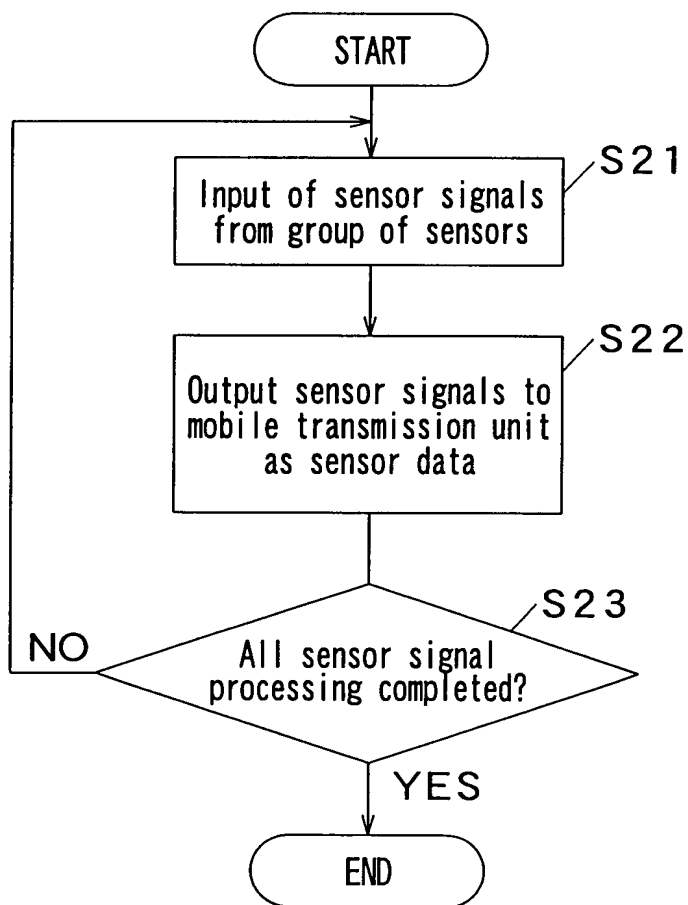 START
S21
Input of sensor signals
from group of sensors
S22
Output sensor signals to
mobile transmission unit
as sensor data
S23
NO
All sensor signal
processing completed?
YES
END